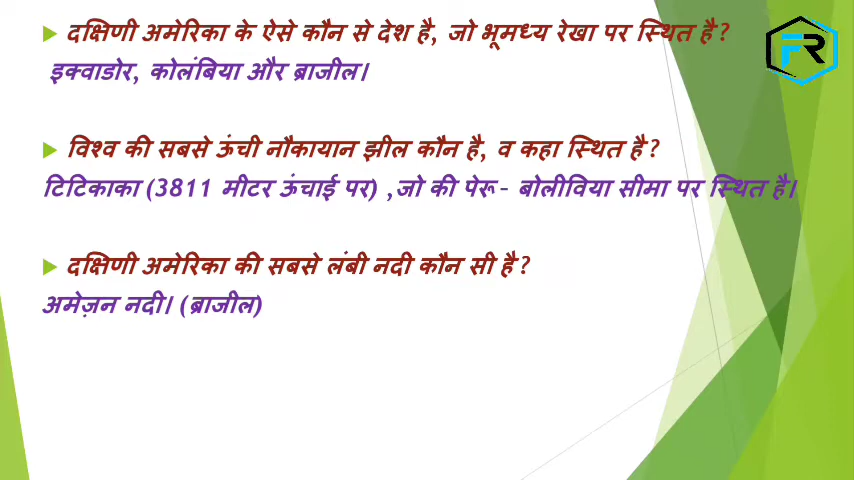 दक्षिणी अमेरिका के ऐसे कौन से देश है, जो भूमध्य रेखा पर स्थित है?
इक्वाडोर, कोलंबिया और ब्राजील।
विश्व की सबसे ऊंची नौकायान झील कौन है, व कहा स्थित है?
टिटिकाका (3811 मीटर ऊंचाई पर) ,जो की पेरू- बोलीविया सीमा पर स्थित है।
दक्षिणी अमेरिका की सबसे लंबी नदी कौन सी है?
अमेज़न नदी। (ब्राजील)
FR